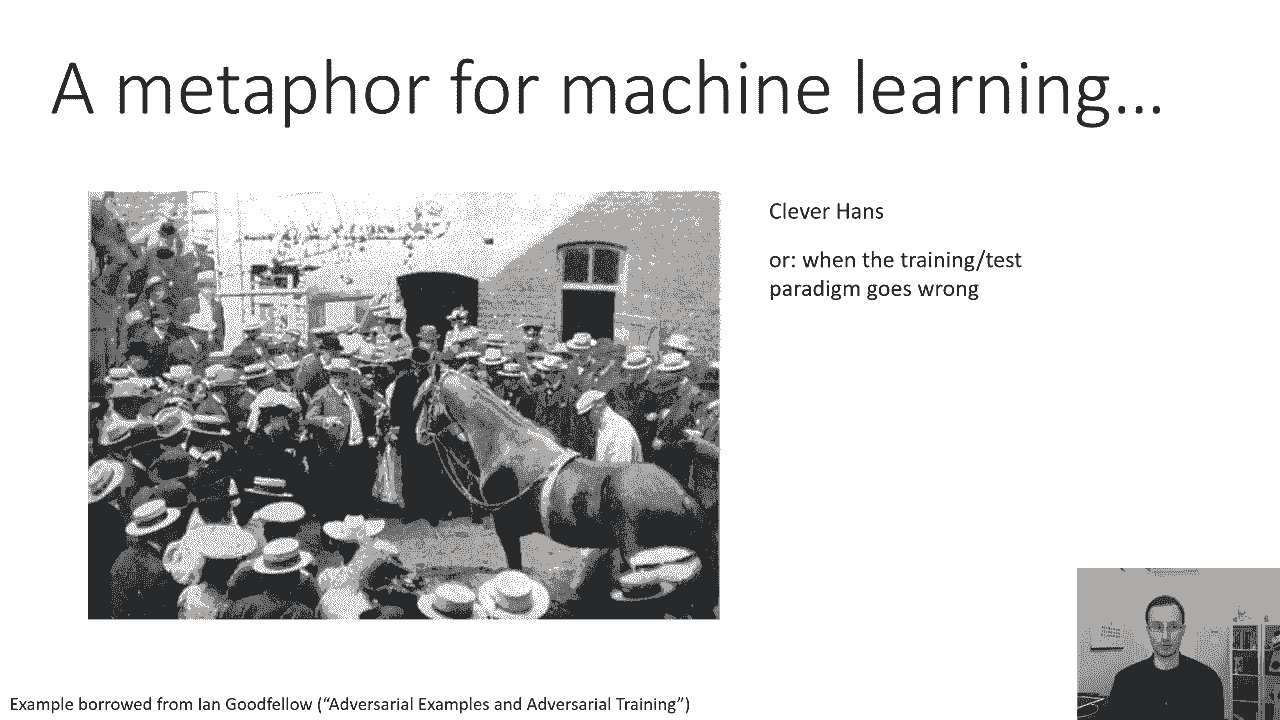 A metaphor for machine learning...
Clever Hans
or: when the training/test
paradigm goes wrong
Example borrowed from Ian Goodfellow (“Adversarial Examples and Adversarial Training”)